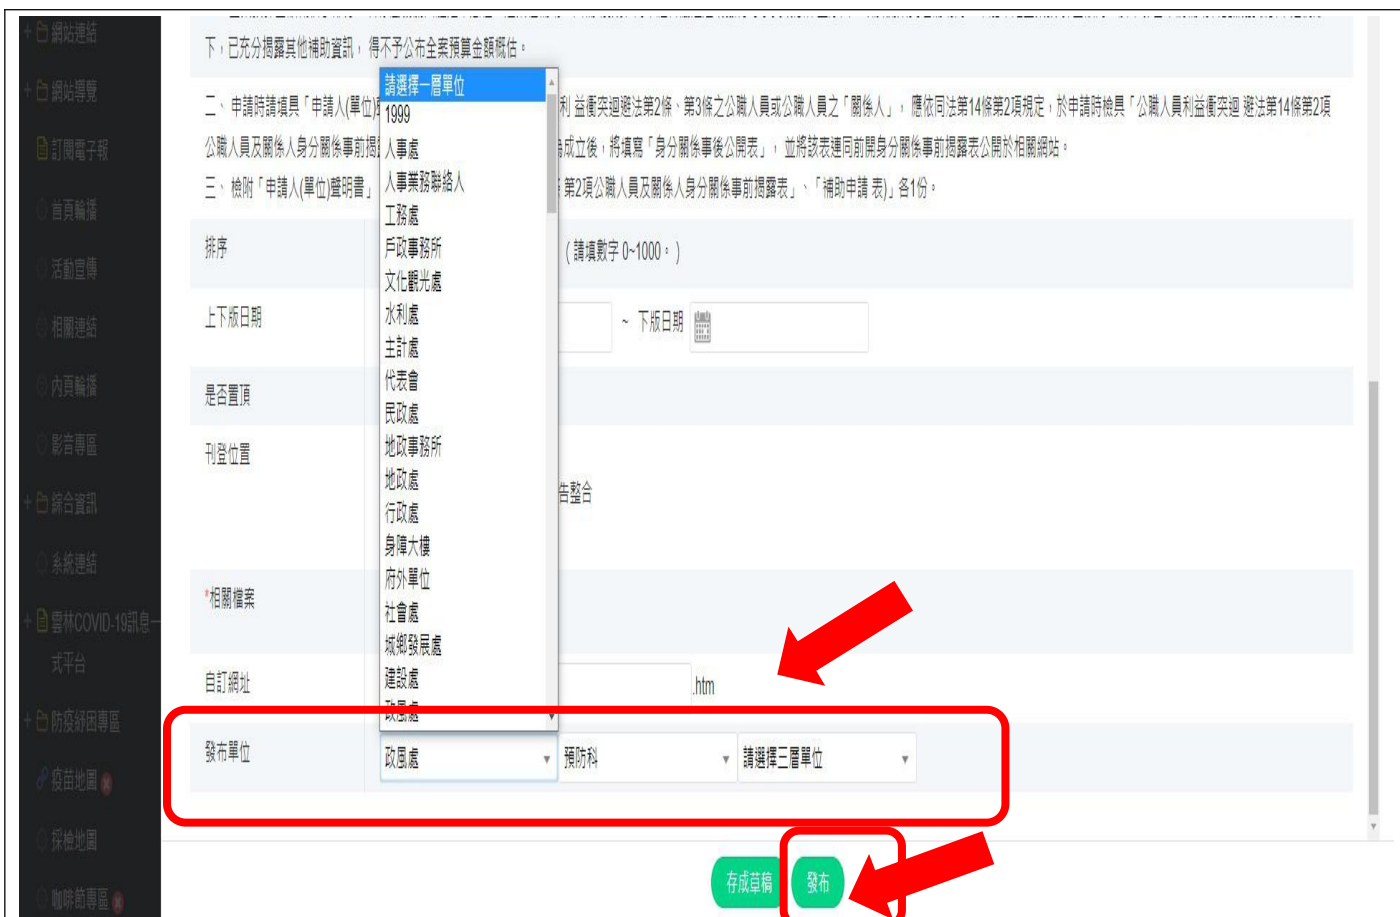 網站連結
網站導覽
訂閱電子報
首頁輪播
活動宣傳
相關連結
內頁輪播
影音專區
綜合資訊
系統連結
雲林COVID-19訊息一
式平台
防疫紓困專區
疫苗地圖
採檢地圖
咖啡節專區
下，已充分揭露其他補助資訊， 得不予公布全案預算金額概估。
二、 申請時請填具「申請人(單位)
利 益衝突迴避法第2條、第3條之公職人員或公職人員之「關係人」， 應依同法第14條第2項規定，於申請時檢具「公職人員利益衝突迴 避法第14條第2項
公職人員及關係人身分關係事前揭
成立後，將填寫「身分關係事後公開表」， 並將該表連同前開身分關係事前揭露表公開於相關網站。
三、 檢附「申請人(單位)聲明書」
第2項公職人員及關係人身分關係事前揭露表」、「補助申請 表)」各1份。
請選擇一層單位
1999
人事處
人事業務聯絡人
工務處
戶政事務所
文化觀光處
水利處
主計處
代表會
民政處
地政事務所
地政處
行政處
身障大樓
府外單位
社會處
城鄉發展處
建設處
政風處
排序
( 請填數字 0~1000。)
上下版日期
~ 下版日期
是否置頂
刊登位置
告整合
*相關檔案
自訂網址
.htm
發布單位
政風處 預防科 請選擇三層單位
存成草稿 發布